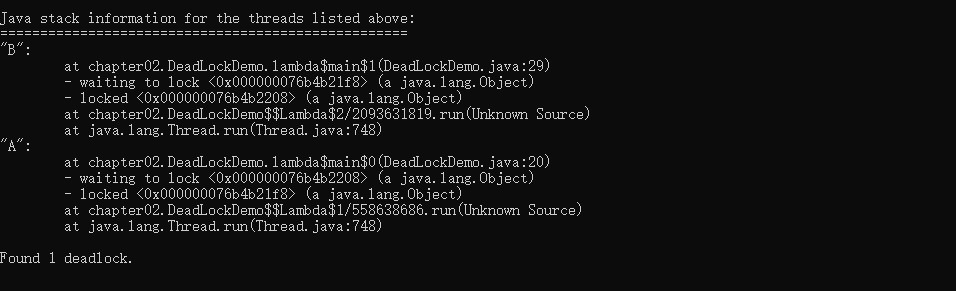 Java stack information for the threads listed above:
===================================================
"B":
        at chapter02.DeadLockDemo.lambda$main$1(DeadLockDemo.java:29)
        - waiting to lock <0x000000076b4b21f8> (a java.lang.Object)
        - locked <0x000000076b4b2208> (a java.lang.Object)
        at chapter02.DeadLockDemo$$Lambda$2/2093631819.run(Unknown Source)
        at java.lang.Thread.run(Thread.java:748)
"A":
        at chapter02.DeadLockDemo.lambda$main$0(DeadLockDemo.java:20)
        - waiting to lock <0x000000076b4b2208> (a java.lang.Object)
        - locked <0x000000076b4b21f8> (a java.lang.Object)
        at chapter02.DeadLockDemo$$Lambda$1/558638686.run(Unknown Source)
        at java.lang.Thread.run(Thread.java:748)

Found 1 deadlock.